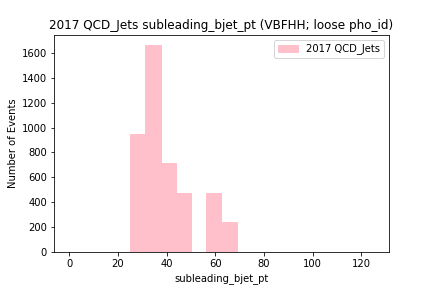 2017 QCD_Jets subleading_bjet_pt (VBFHH; loose pho_id)
2017 QCD_Jets
Number of Events
1600
1400
1200
1000
800
600
400
200
0
0 20 40 60 80 100 120
subleading_bjet_pt